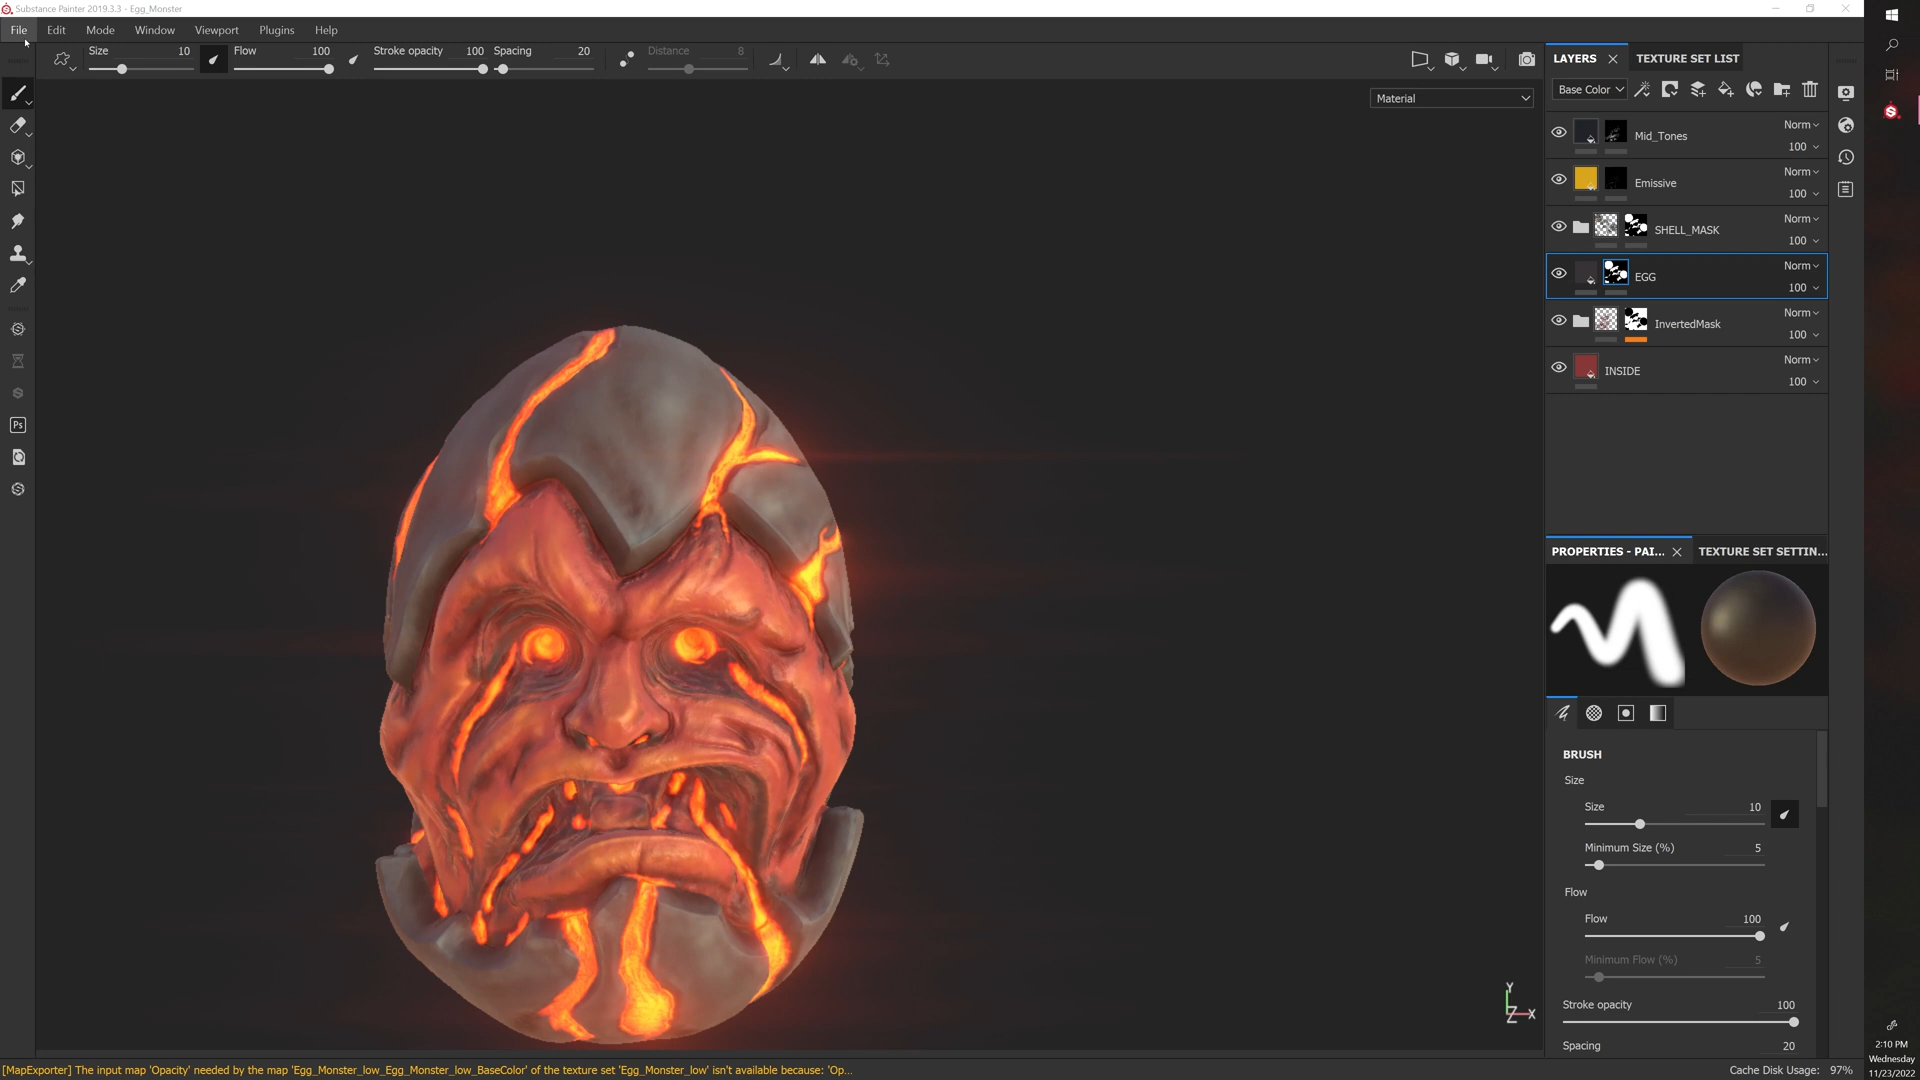 Substance Painter 2019.3.3 - Egg_Monster
File Edit Mode Window Viewport Plugins Help
Size 10 Flow 100 Stroke opacity 100 Spacing 20 Distance 8
Material
LAYERS TEXTURE SET LIST
Base Color
Mid_Tones Norm 100
Emissive Norm 100
SHELL_MASK Norm 100
EGG Norm 100
InvertedMask Norm 100
INSIDE Norm 100
Ps
PROPERTIES - PAI... TEXTURE SET SETTIN...
BRUSH
Size
Size 10
Minimum Size (%) 5
Flow
Flow 100
Minimum Flow (%) 5
Stroke opacity 100
Spacing 20
Y
Z X
[MapExporter] The input map 'Opacity' needed by the map 'Egg_Monster_low_Egg_Monster_low_BaseColor' of the texture set 'Egg_Monster_low' isn't available because: 'Op...
Cache Disk Usage: 97%
2:10 PM
Wednesday
11/23/2022